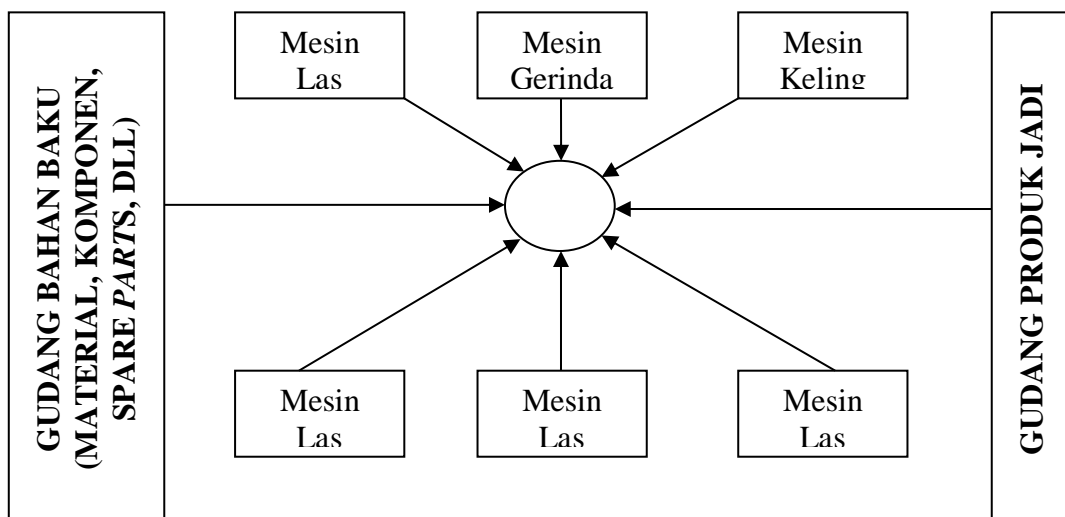 GUDANG BAHAN BAKU
(MATERIAL, KOMPONEN,
SPARE PARTS, DLL)
Mesin
Las
Mesin
Gerinda
Mesin
Keling
Mesin
Las
Mesin
Las
Mesin
Las
GUDANG PRODUK JADI